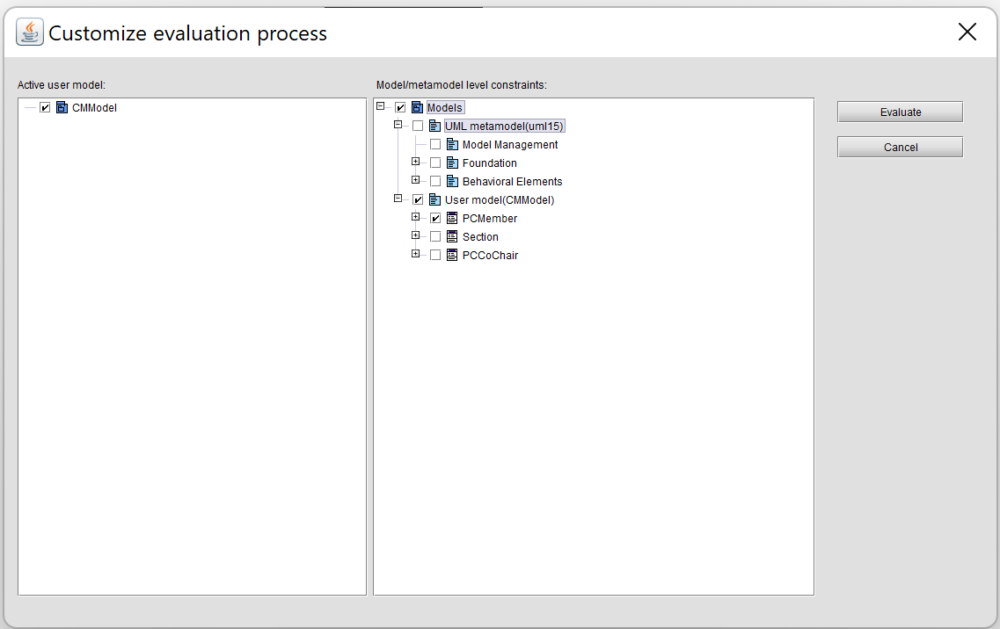 Customize evaluation process
Active user model:
CMModel
Model/metamodel level constraints:
Models
UML metamodel(uml15)
Model Management
Foundation
Behavioral Elements
User model(CMModel)
PCMember
Section
PCCoChair
Evaluate
Cancel